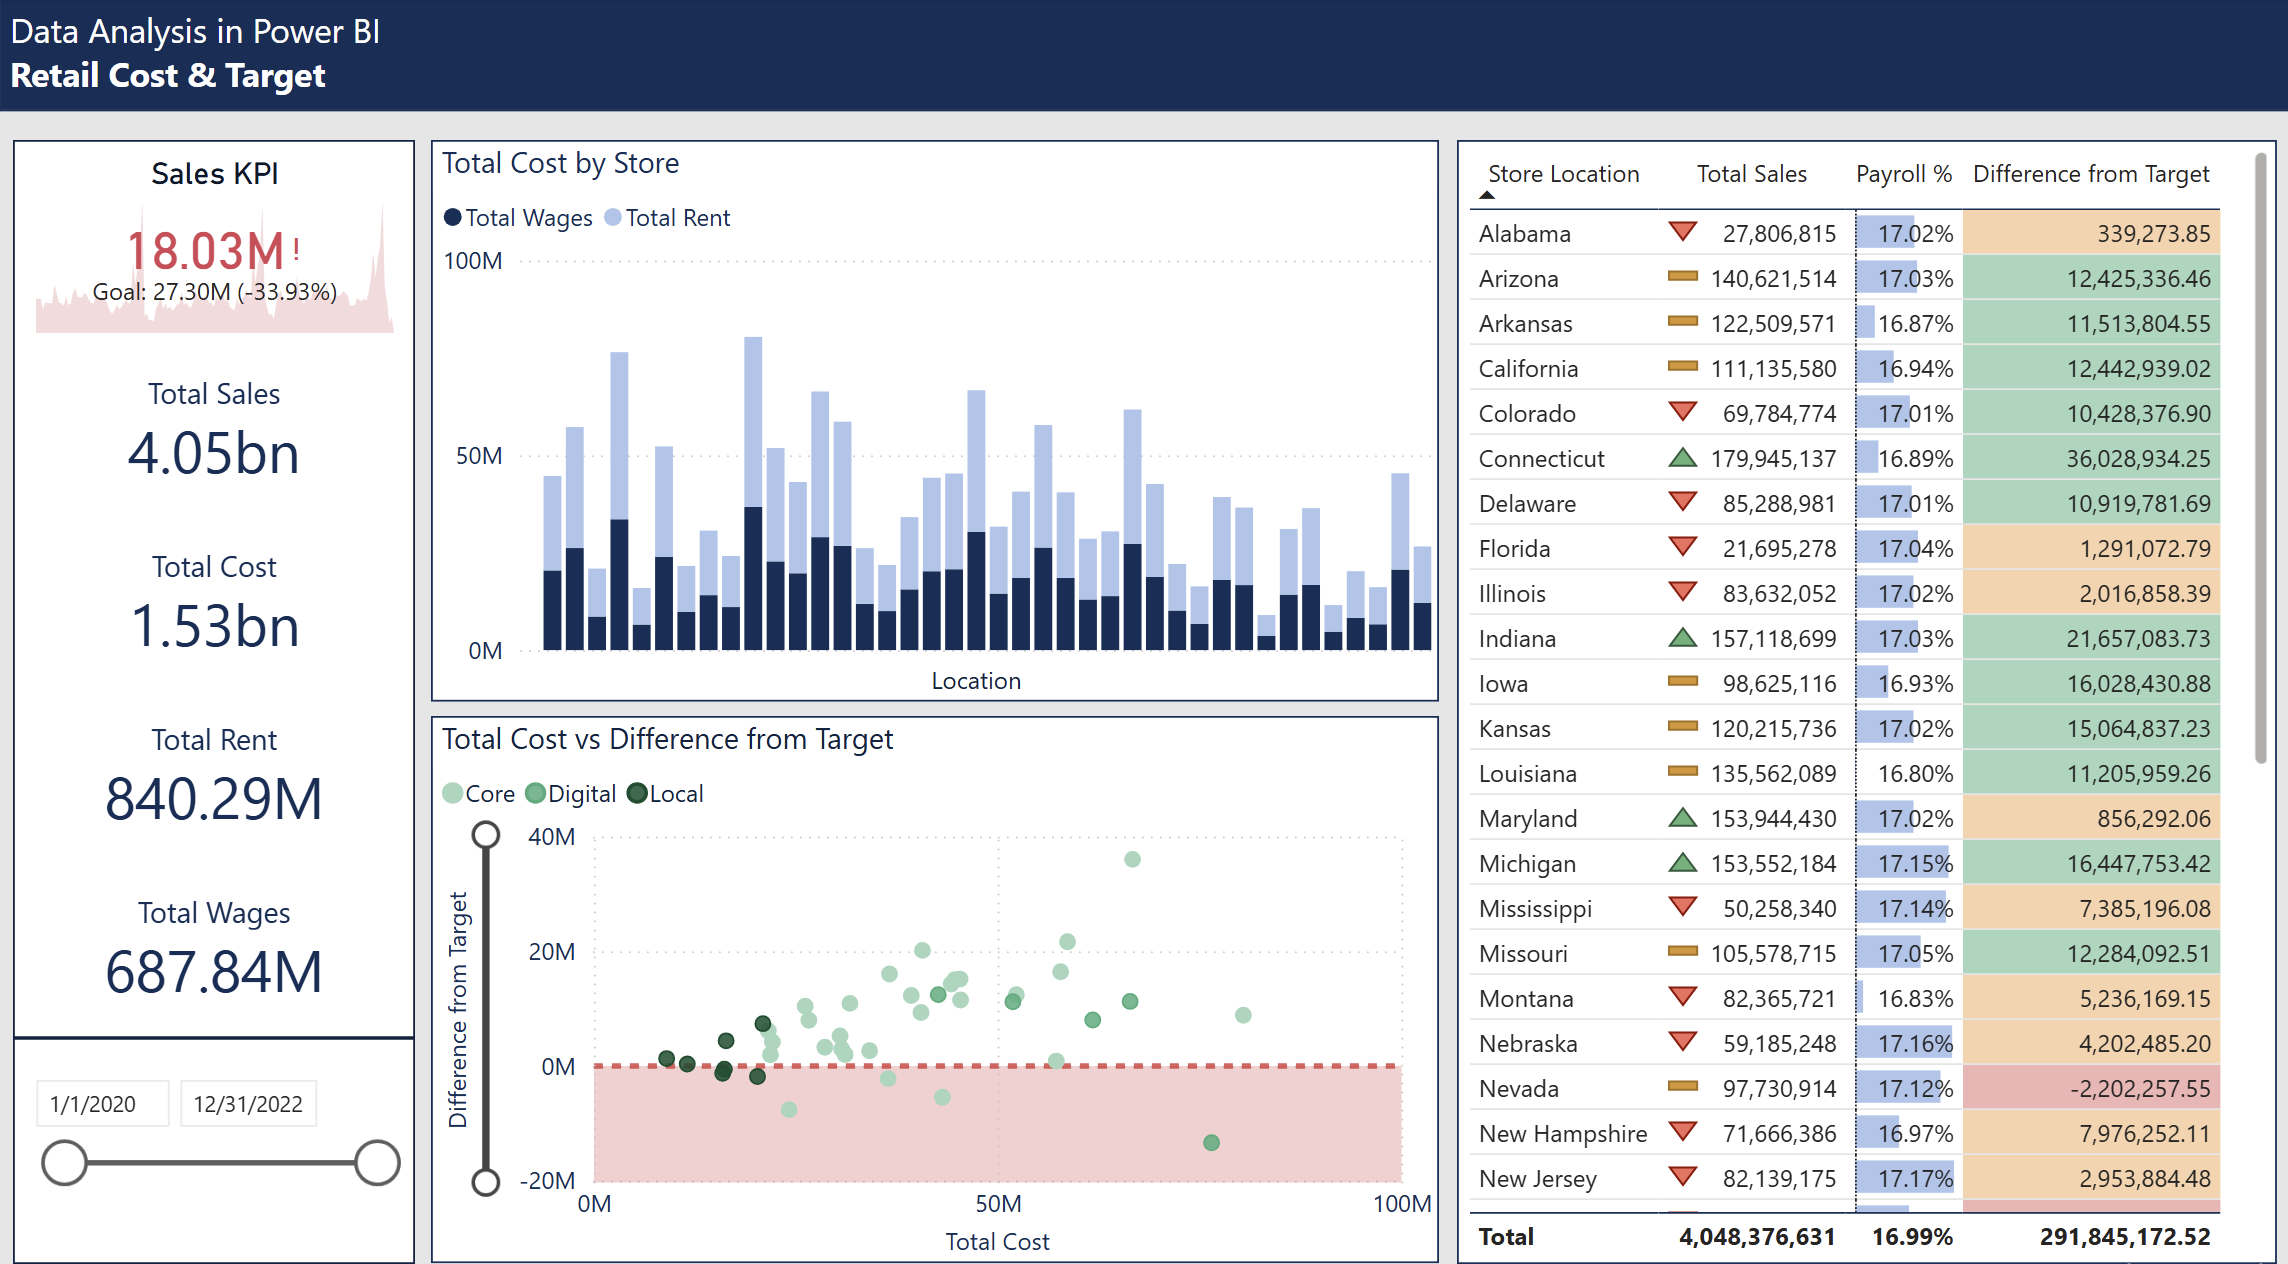 Data Analysis in Power BI
Retail Cost & Target
Sales KPI
18.03M!
Goal: 27.30M (-33.93%)
Total Sales
4.05bn
Total Cost
1.53bn
Total Rent
840.29M
Total Wages
687.84M
1/1/2020 12/31/2022
Total Cost by Store
Total Wages Total Rent
100M
50M
0M
Location
Total Cost vs Difference from Target
Core Digital Local
Difference from Target
40M
20M
0M
-20M
0M 50M 100M
Total Cost
Store Location Total Sales Payroll % Difference from Target
Alabama 27,806,815 17.02% 339,273.85
Arizona 140,621,514 17.03% 12,425,336.46
Arkansas 122,509,571 16.87% 11,513,804.55
California 111,135,580 16.94% 12,442,939.02
Colorado 69,784,774 17.01% 10,428,376.90
Connecticut 179,945,137 16.89% 36,028,934.25
Delaware 85,288,981 17.01% 10,919,781.69
Florida 21,695,278 17.04% 1,291,072.79
Illinois 83,632,052 17.02% 2,016,858.39
Indiana 157,118,699 17.03% 21,657,083.73
Iowa 98,625,116 16.93% 16,028,430.88
Kansas 120,215,736 17.02% 15,064,837.23
Louisiana 135,562,089 16.80% 11,205,959.26
Maryland 153,944,430 17.02% 856,292.06
Michigan 153,552,184 17.15% 16,447,753.42
Mississippi 50,258,340 17.14% 7,385,196.08
Missouri 105,578,715 17.05% 12,284,092.51
Montana 82,365,721 16.83% 5,236,169.15
Nebraska 59,185,248 17.16% 4,202,485.20
Nevada 97,730,914 17.12% -2,202,257.55
New Hampshire 71,666,386 16.97% 7,976,252.11
New Jersey 82,139,175 17.17% 2,953,884.48
Total 4,048,376,631 16.99% 291,845,172.52